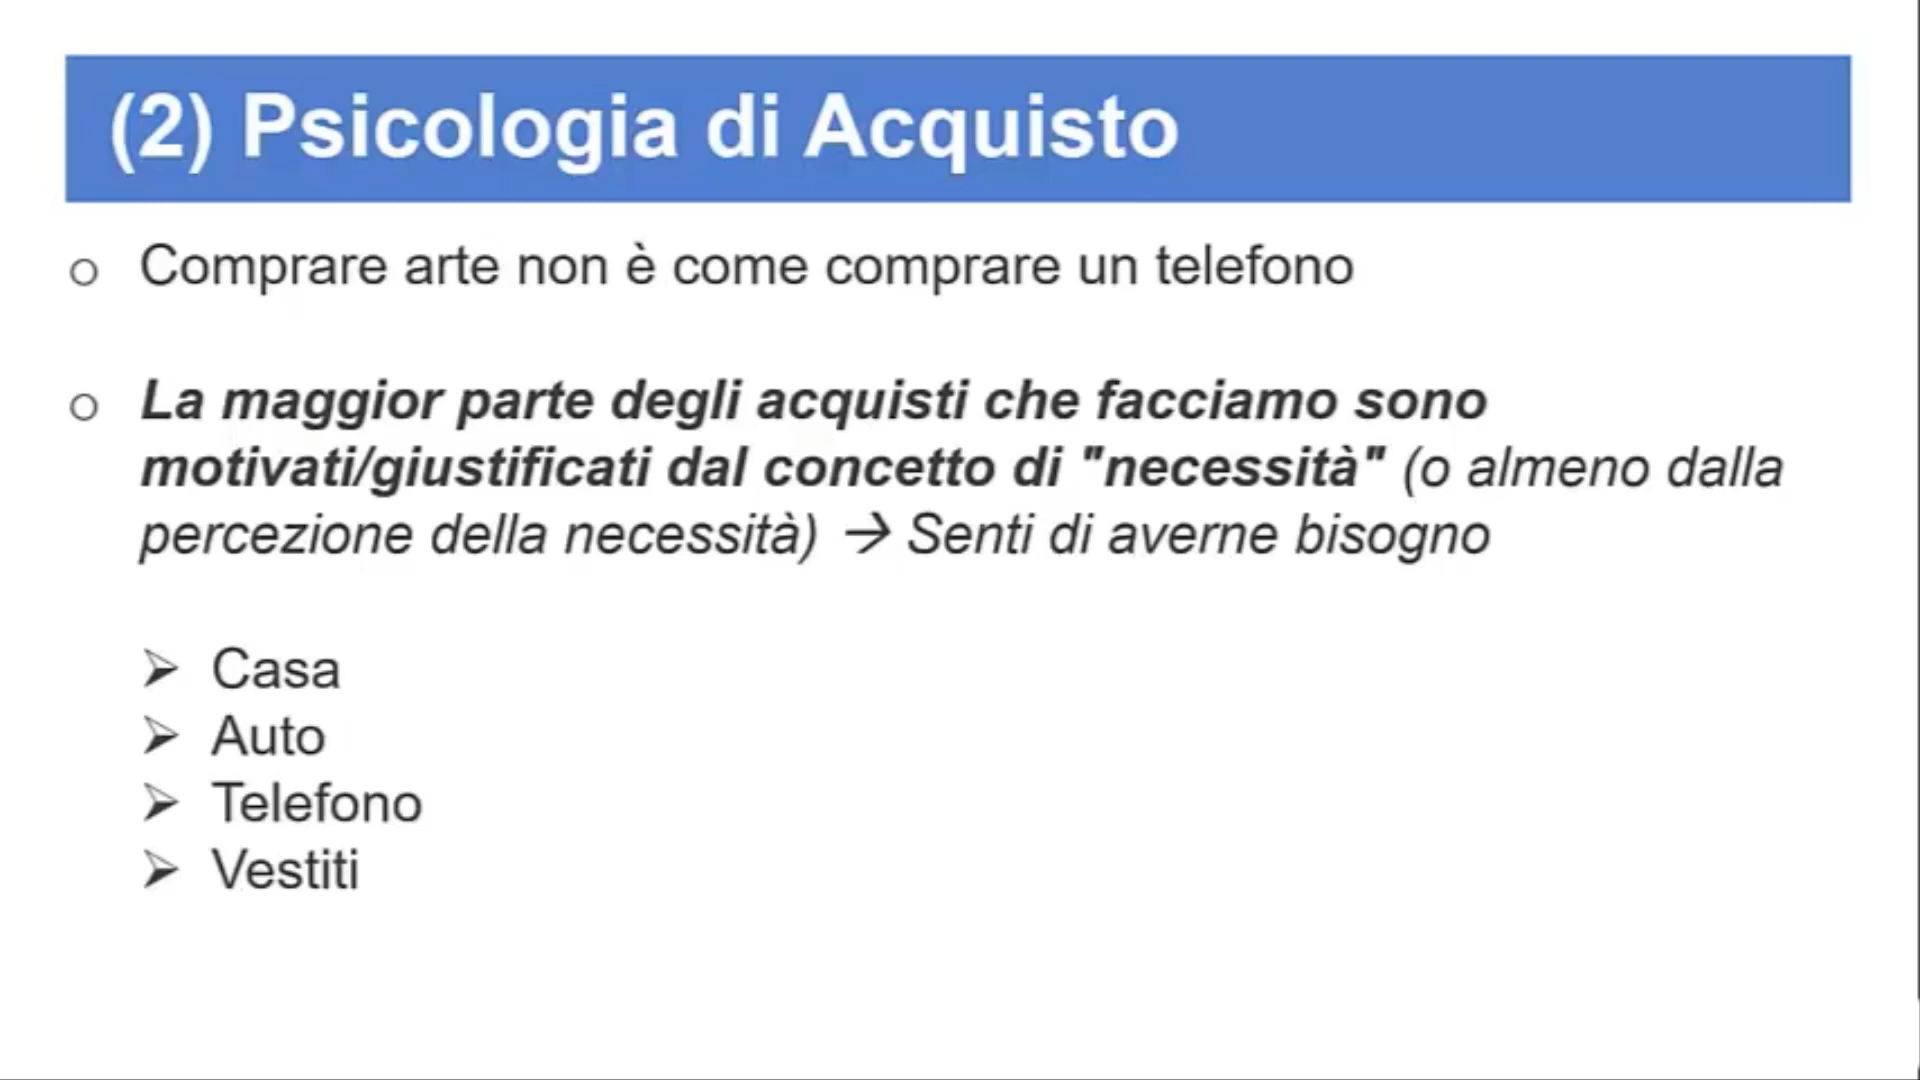 (2) Psicologia di Acquisto
o Comprare arte non è come comprare un telefono
o La maggior parte degli acquisti che facciamo sono
motivati/giustificati dal concetto di "necessità" (o almeno dalla
percezione della necessità) → Senti di averne bisogno
➢ Casa
➢ Auto
➢ Telefono
➢ Vestiti